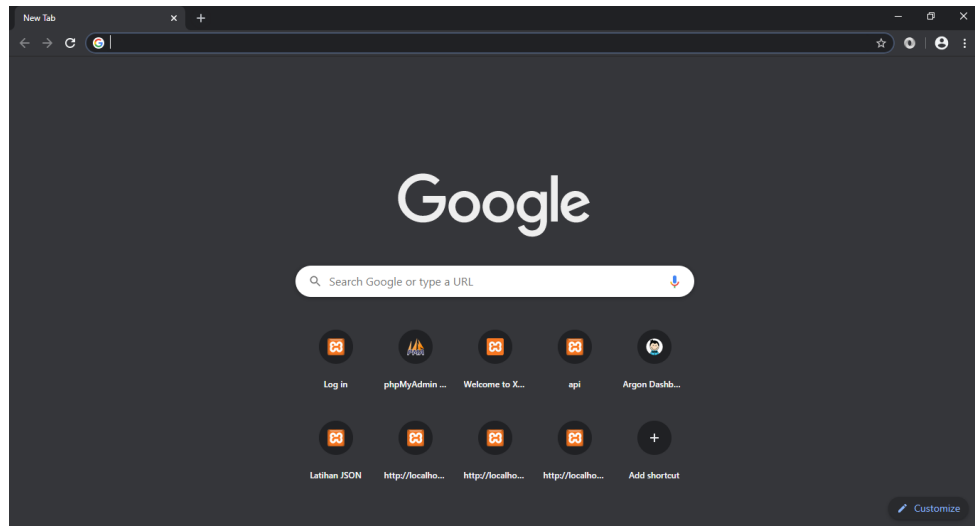 New Tab
Google
Search Google or type a URL
Log in
phpMyAdmin ...
Welcome to X...
api
Argon Dashb...
Latihan JSON
http://localho...
http://localho...
http://localho...
Add shortcut
Customize